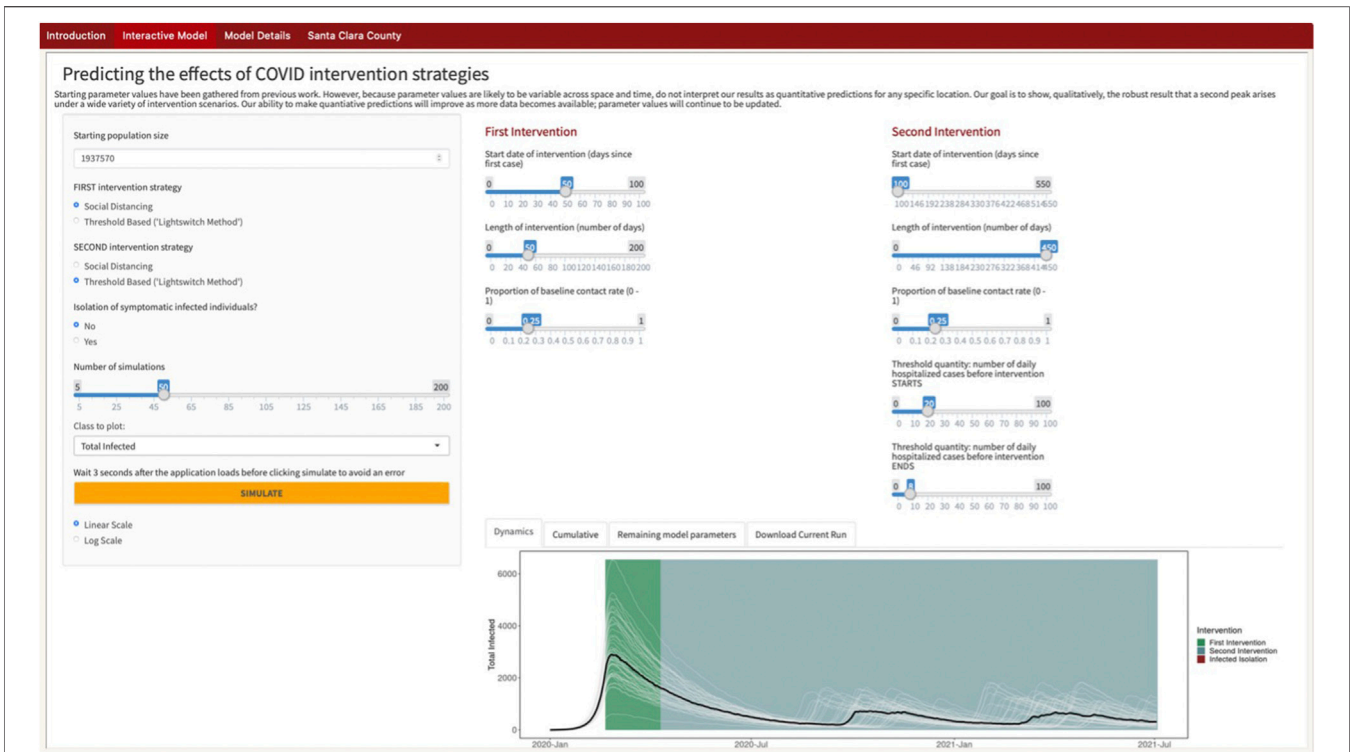 Introduction Interactive Model Model Details Santa Clara County
Predicting the effects of COVID intervention strategies
Starting parameter values have been gathered from previous work. However, because parameter values are likely to be variable across space and time, do not interpret our results as quantitative predictions for any specific location. Our goal is to show, qualitatively, the robust result that a second peak arises
under a wide variety of intervention scenarios. Our ability to make quantiative predictions will improve as more data becomes available; parameter values will continue to be updated.
Starting population size
1937570
FIRST intervention strategy
Social Distancing
Threshold Based ('Lightswitch Method')
SECOND intervention strategy
Social Distancing
Threshold Based ('Lightswitch Method')
Isolation of symptomatic infected individuals?
No
Yes
Number of simulations
5 50 200
5 25 45 65 85 105 125 145 165 185 200
Class to plot:
Total Infected
Wait 3 seconds after the application loads before clicking simulate to avoid an error
SIMULATE
Linear Scale
Log Scale
First Intervention
Start date of intervention (days since
first case)
0 50 100
0 10 20 30 40 50 60 70 80 90 100
Length of intervention (number of days)
0 50 200
0 20 40 60 80 100120140160180200
Proportion of baseline contact rate (0 -
1)
0 0.25 1
0 0.1 0.2 0.3 0.4 0.5 0.6 0.7 0.8 0.9 1
Second Intervention
Start date of intervention (days since
first case)
100 550
100146192238284330376422468514550
Length of intervention (number of days)
0 450
0 46 92 138184230276322368414450
Proportion of baseline contact rate (0 -
1)
0 0.25 1
0 0.1 0.2 0.3 0.4 0.5 0.6 0.7 0.8 0.9 1
Threshold quantity: number of daily
hospitalized cases before intervention
STARTS
0 20 100
0 10 20 30 40 50 60 70 80 90 100
Threshold quantity: number of daily
hospitalized cases before intervention
ENDS
0 8 100
0 10 20 30 40 50 60 70 80 90 100
Dynamics Cumulative Remaining model parameters Download Current Run
Total Infected
6000
4000
2000
0
2020-Jan 2020-Jul 2021-Jan 2021-Jul
Intervention
First Intervention
Second Intervention
Infected Isolation